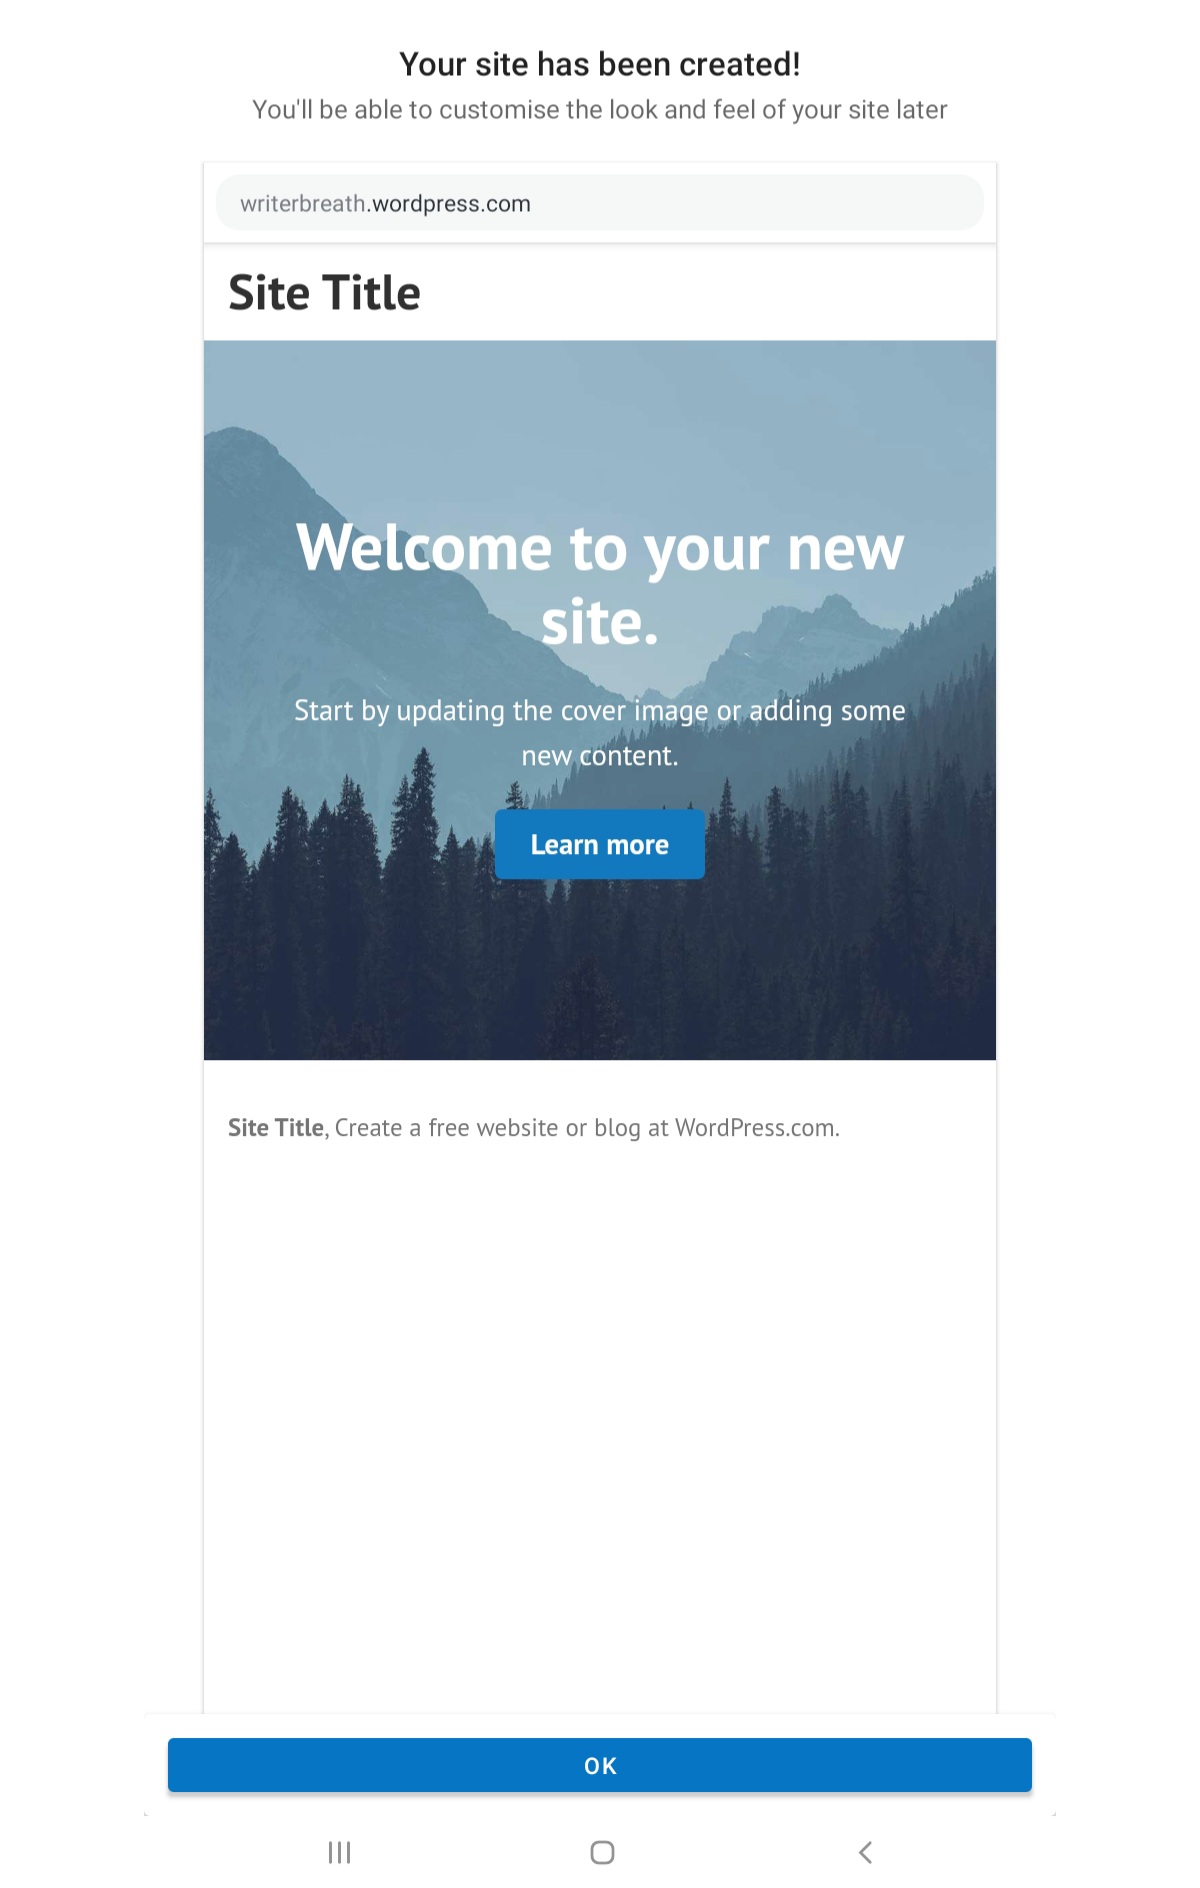 Your site has been created!
You'll be able to customise the look and feel of your site later
writerbreath.wordpress.com
Site Title
Welcome to your new
site.
Start by updating the cover image or adding some
new content.
Learn more
Site Title, Create a free website or blog at WordPress.com.
OK